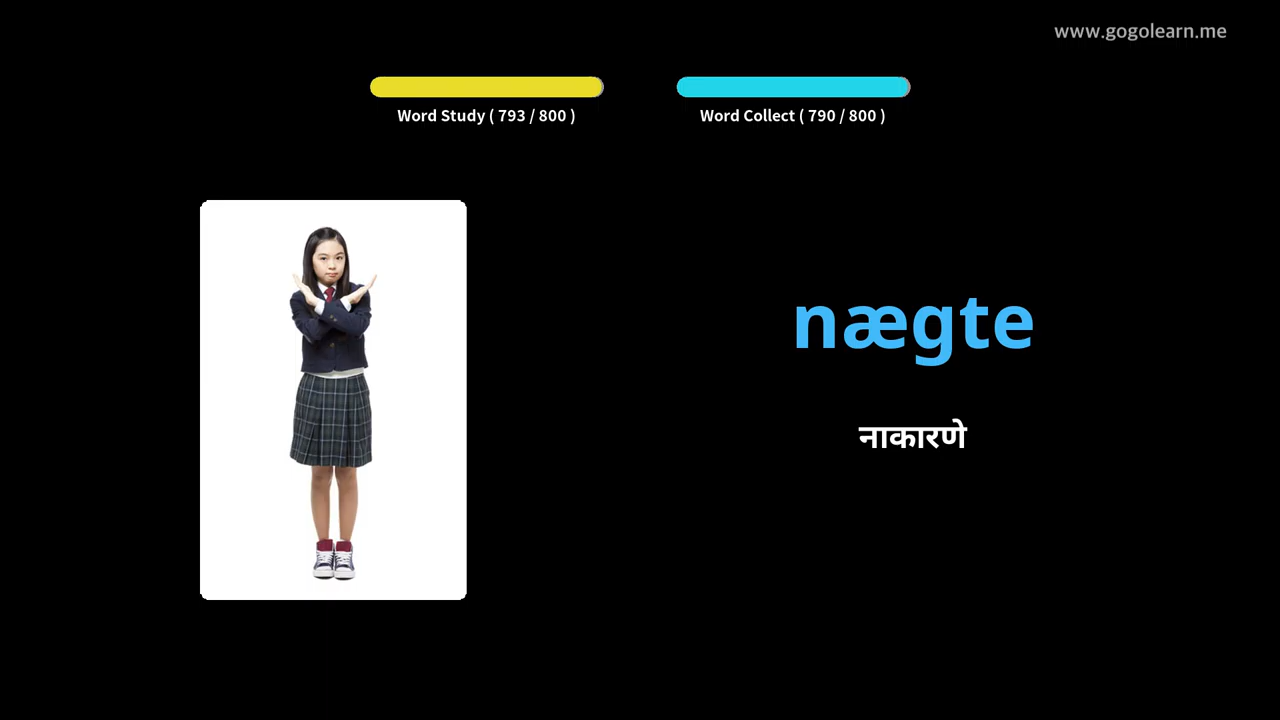 www.gogolearn.me
Word Study ( 793 / 800 )
Word Collect ( 790 / 800 )
nægte
नाकारणे